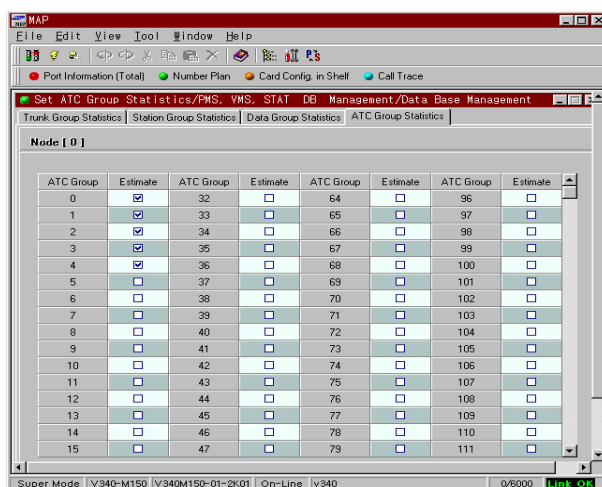 MAP
File Edit View Tool Window Help
Port Information (Total) Number Plan Card Config. in Shelf Call Trace
Set ATC Group Statistics/PMS, VMS, STAT DB Management/Data Base Management
Trunk Group Statistics Station Group Statistics Data Group Statistics ATC Group Statistics
Node [ 0 ]
ATC Group Estimate ATC Group Estimate ATC Group Estimate ATC Group Estimate
0 32 64 96
1 33 65 97
2 34 66 98
3 35 67 99
4 36 68 100
5 37 69 101
6 38 70 102
7 39 71 103
8 40 72 104
9 41 73 105
10 42 74 106
11 43 75 107
12 44 76 108
13 45 77 109
14 46 78 110
15 47 79 111
Super Mode V340-M150 V340M150-01-2K01 On-Line v340 0/6000 Link OK